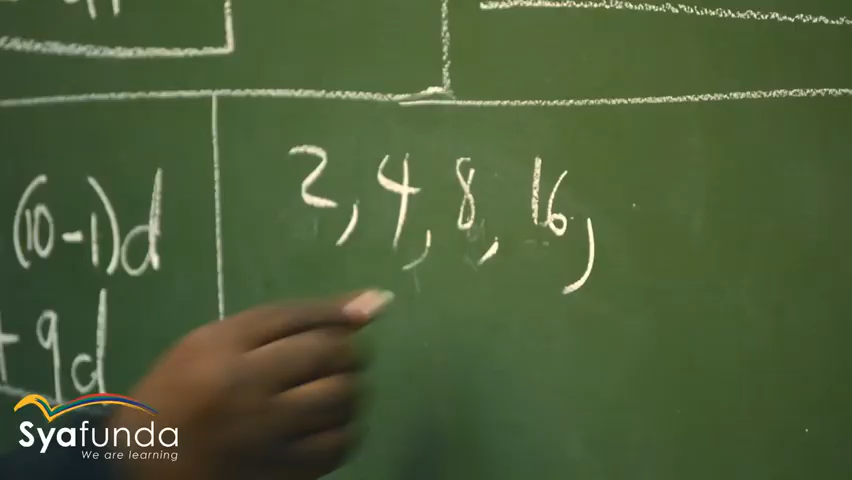 (10-1)d
+ 9d
2, 4, 8, 16,
Syafunda
We are learning